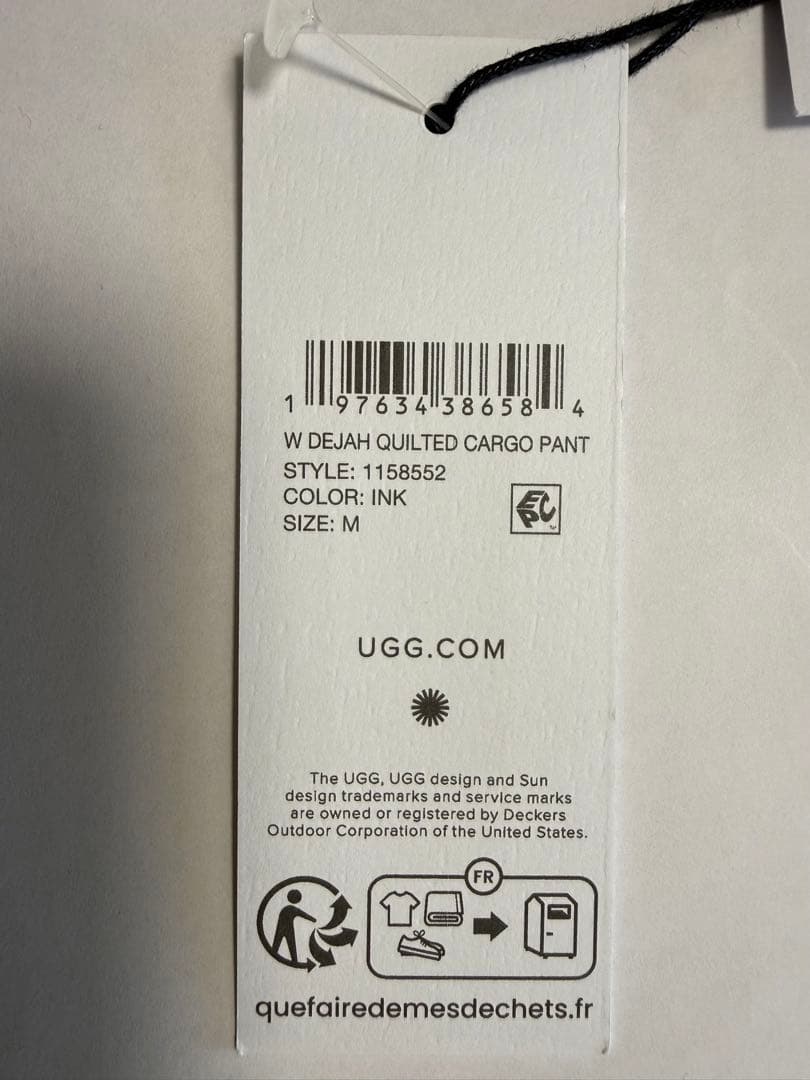 1 97634 38658 4
W DEJAH QUILTED CARGO PANT
STYLE: 1158552
COLOR: INK
SIZE: M
EPC
UGG.COM
The UGG, UGG design and Sun
design trademarks and service marks
are owned or registered by Deckers
Outdoor Corporation of the United States.
FR
quefairedemesdechets.fr